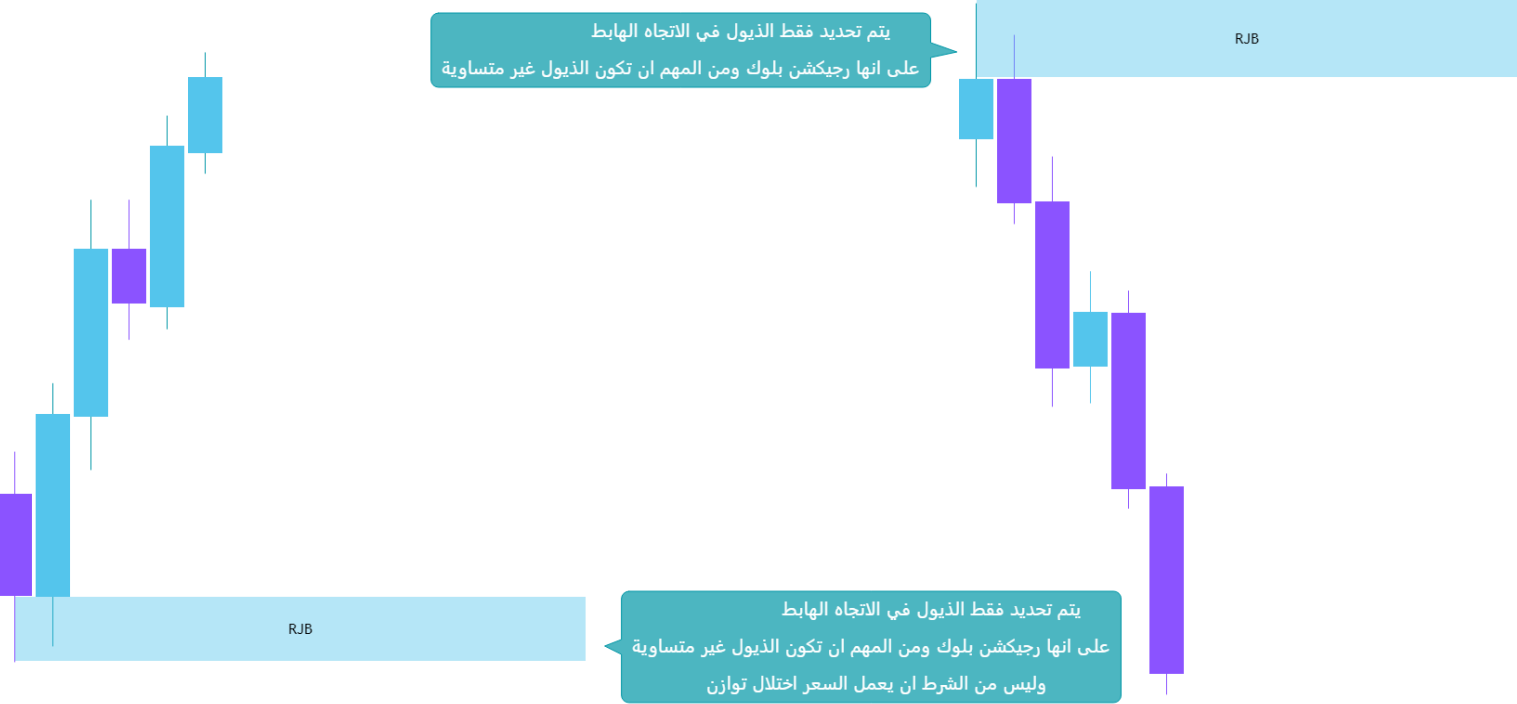 يتم تحديد فقط الذيول في الاتجاه الهابط
على انها رجيكشن بلوك ومن المهم ان تكون الذيول غير متساوية
RJB
RJB
يتم تحديد فقط الذيول في الاتجاه الهابط
على انها رجيكشن بلوك ومن المهم ان تكون الذيول غير متساوية
وليس من الشرط ان يعمل السعر اختلال توازن